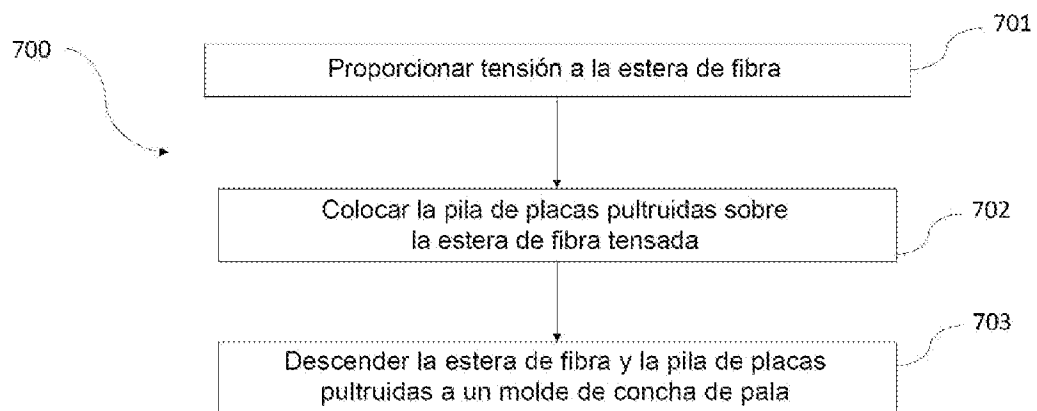 700
701
Proporcionar tensión a la estera de fibra
Colocar la pila de placas pultruidas sobre
la estera de fibra tensada
702
703
Descender la estera de fibra y la pila de placas
pultruidas a un molde de concha de pala